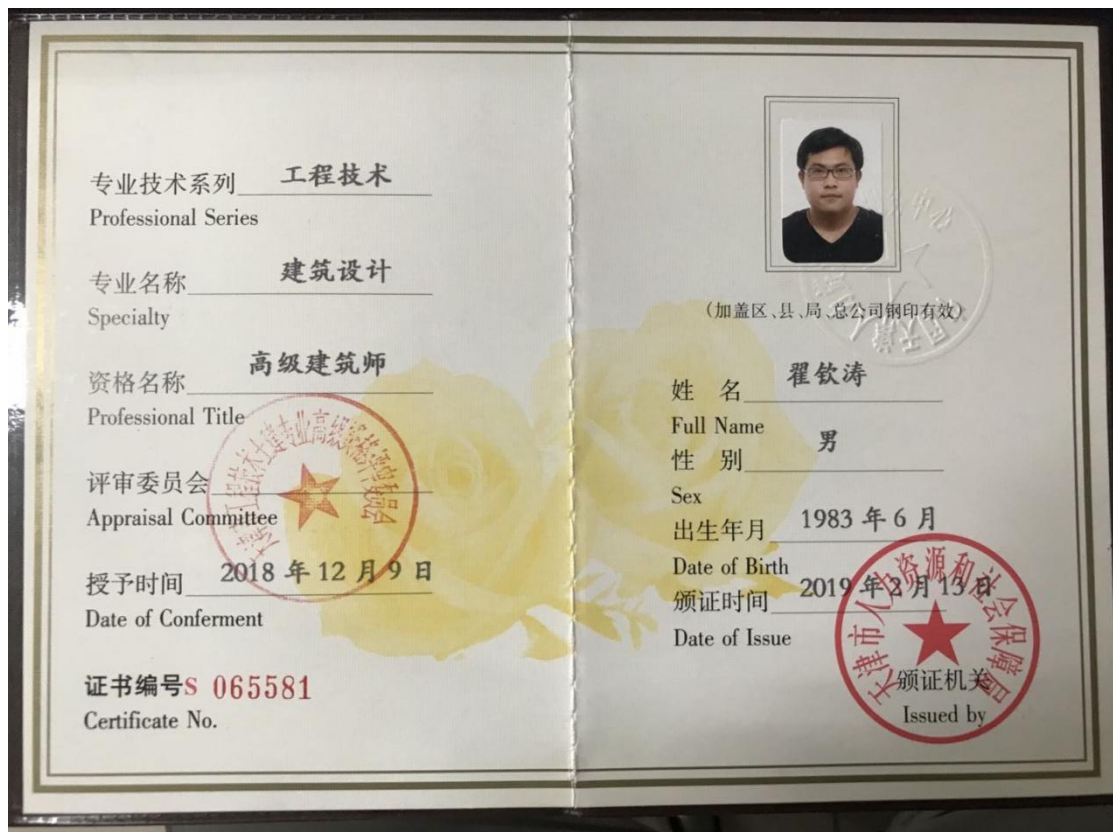 专业技术系列 工程技术
Professional Series
专业名称 建筑设计
Specialty
资格名称 高级建筑师
Professional Title
评审委员会
Appraisal Committee
授予时间 2018 年 12 月 9 日
Date of Conferment
证书编号S 065581
Certificate No.
(加盖区、县、局、总公司钢印有效)
姓 名 翟钦涛
Full Name
性 别 男
Sex
出生年月 1983 年 6 月
Date of Birth
颁证时间 2019 年 2 月 13 日
Date of Issue
天津市人力资源和社会保障局
颁证机关
Issued by